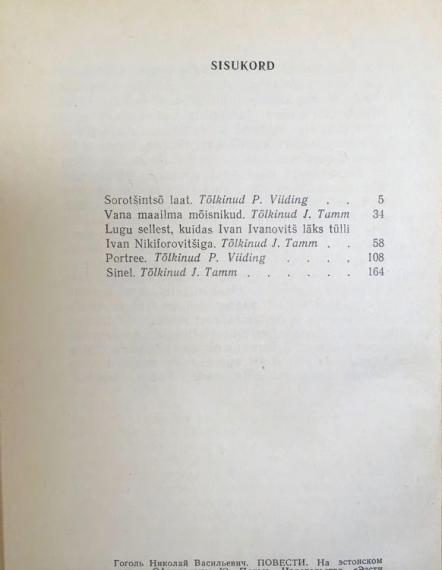 SISUKORD
Sorotšintsõ laat. Tõlkinud P. Viiding . . 5
Vana maailma mõisnikud. Tõlkinud J. Tamm 34
Lugu sellest, kuidas Ivan Ivanovitš läks tülli
Ivan Nikiforovitšiga. Tõlkinud J. Tamm . . 58
Portree. Tõlkinud P. Viiding . . . . 108
Sinel. Tõlkinud J. Tamm . . . . . . 164
Гоголь Николай Васильевич. ПОВЕСТИ. На эстонском